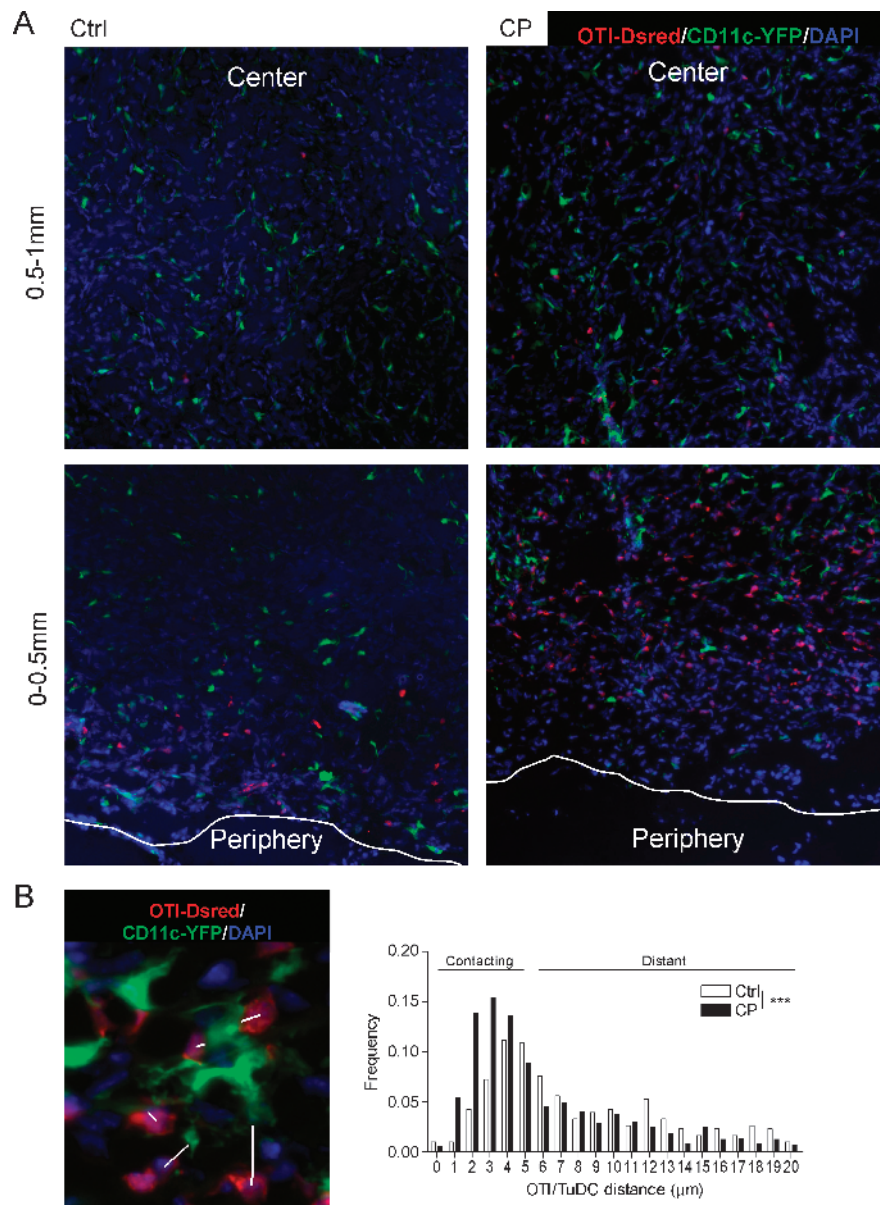 A
Ctrl
CP
OTI-Dsred/CD11c-YFP/DAPI
Center
Center
0.5-1mm
0-0.5mm
Periphery
Periphery
B
OTI-Dsred/
CD11c-YFP/DAPI
0.20
0.15
0.10
0.05
0.00
Frequency
Contacting
Distant
Ctrl
CP
***
0 1 2 3 4 5 6 7 8 9 10 11 12 13 14 15 16 17 18 19 20
OTI/TuDC distance (µm)